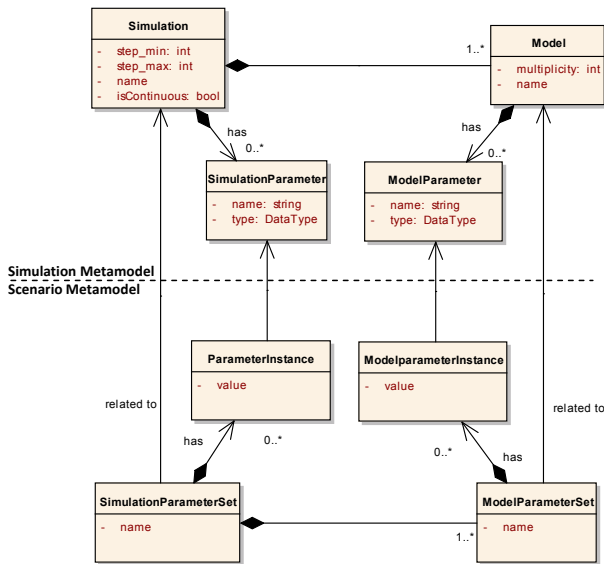 Simulation
- step_min: int
- step_max: int
- name
- isContinuous: bool
1..*
Model
- multiplicity: int
- name
has
0..*
has
0..*
SimulationParameter
- name: string
- type: DataType
ModelParameter
- name: string
- type: DataType
Simulation Metamodel
Scenario Metamodel
ParameterInstance
- value
ModelparameterInstance
- value
related to
related to
has
0..*
0..*
has
SimulationParameterSet
- name
1..*
ModelParameterSet
- name